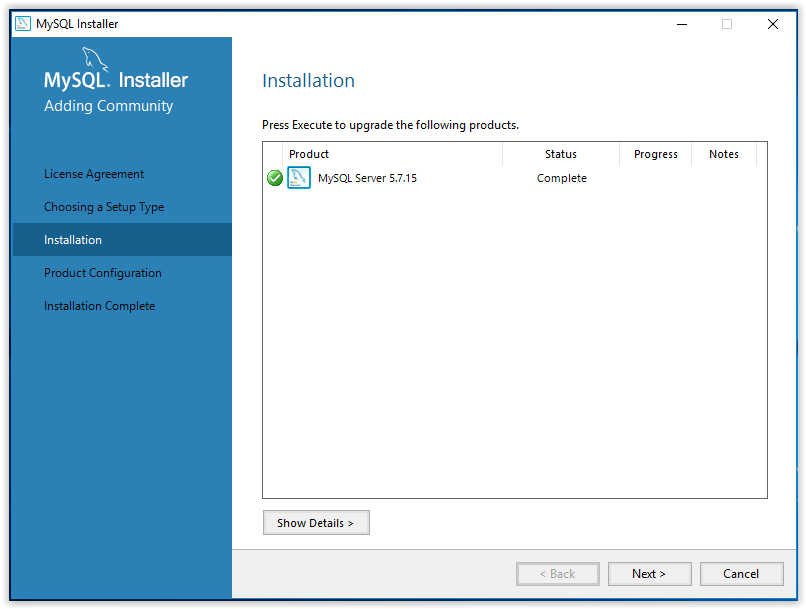 MySQL Installer
MySQL. Installer
Adding Community
License Agreement
Choosing a Setup Type
Installation
Product Configuration
Installation Complete
Installation
Press Execute to upgrade the following products.
Product Status Progress Notes
MySQL Server 5.7.15 Complete
Show Details >
< Back Next > Cancel